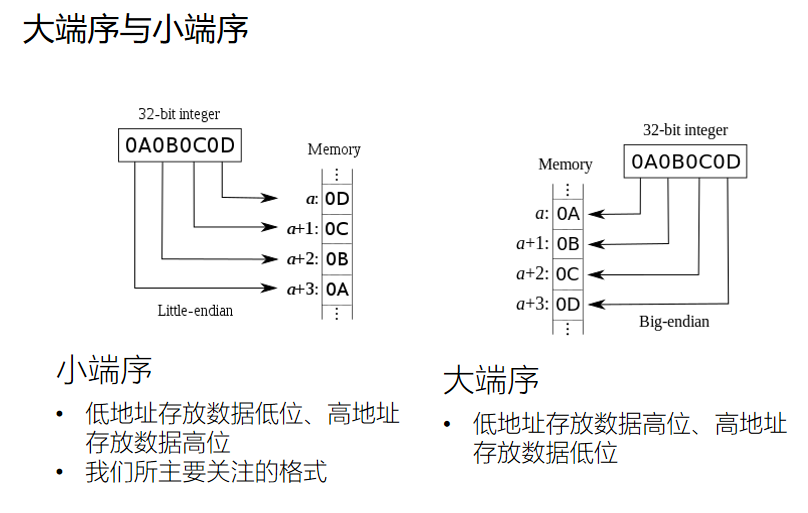 大端序与小端序
32-bit integer
0A0B0C0D
Memory
⋮
a: 0D
a+1: 0C
a+2: 0B
a+3: 0A
⋮
Little-endian
32-bit integer
0A0B0C0D
Memory
⋮
a: 0A
a+1: 0B
a+2: 0C
a+3: 0D
⋮
Big-endian
小端序
• 低地址存放数据低位、高地址
存放数据高位
• 我们所主要关注的格式
大端序
• 低地址存放数据高位、高地址
存放数据低位